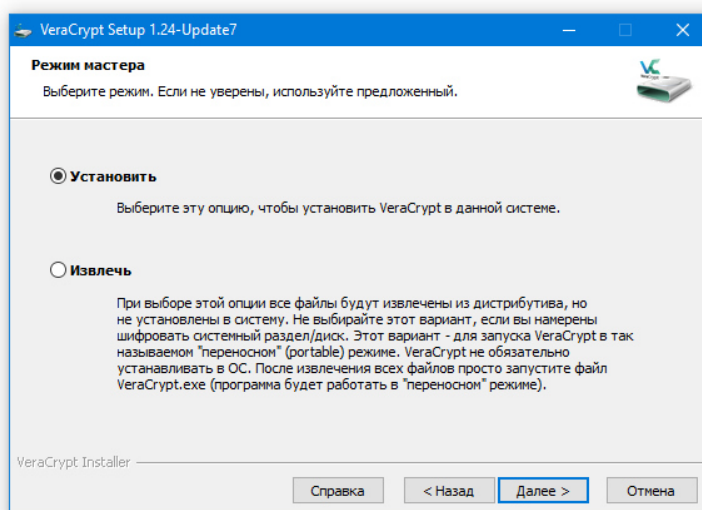 VeraCrypt Setup 1.24-Update7
Режим мастера
Выберите режим. Если не уверены, используйте предложенный.
Установить
Выберите эту опцию, чтобы установить VeraCrypt в данной системе.
Извлечь
При выборе этой опции все файлы будут извлечены из дистрибутива, но
не установлены в систему. Не выбирайте этот вариант, если вы намерены
шифровать системный раздел/диск. Этот вариант - для запуска VeraCrypt в так
называемом "переносном" (portable) режиме. VeraCrypt не обязательно
устанавливать в ОС. После извлечения всех файлов просто запустите файл
VeraCrypt.exe (программа будет работать в "переносном" режиме).
VeraCrypt Installer
Справка
< Назад
Далее >
Отмена